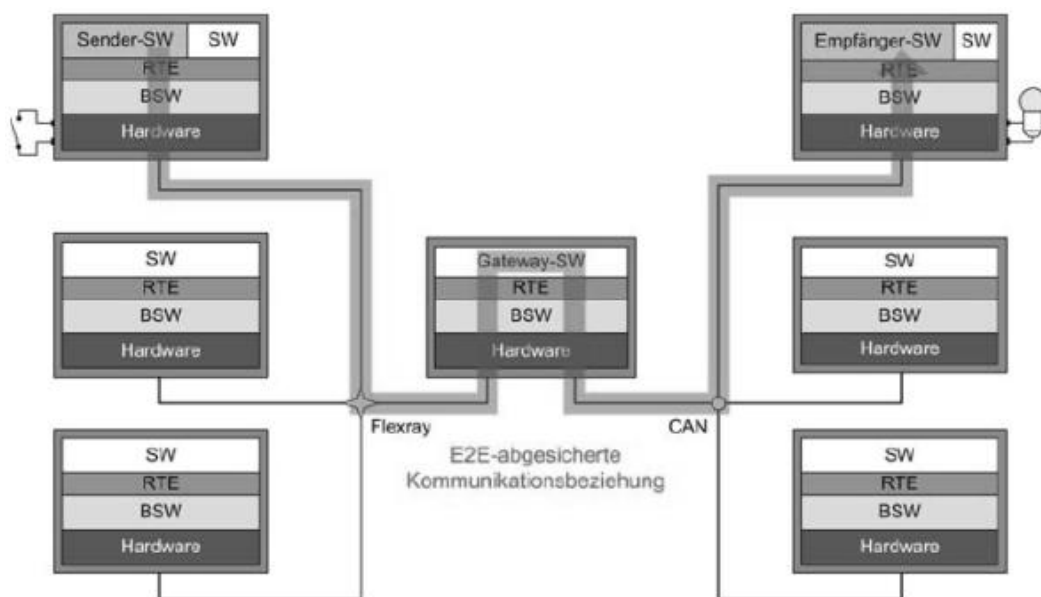 Sender-SW SW
RTE
BSW
Hardware
Empfänger-SW SW
RTE
BSW
Hardware
SW
RTE
BSW
Hardware
Gateway-SW
RTE
BSW
Hardware
SW
RTE
BSW
Hardware
Flexray
CAN
E2E-abgesicherte
Kommunikationsbeziehung
SW
RTE
BSW
Hardware
SW
RTE
BSW
Hardware